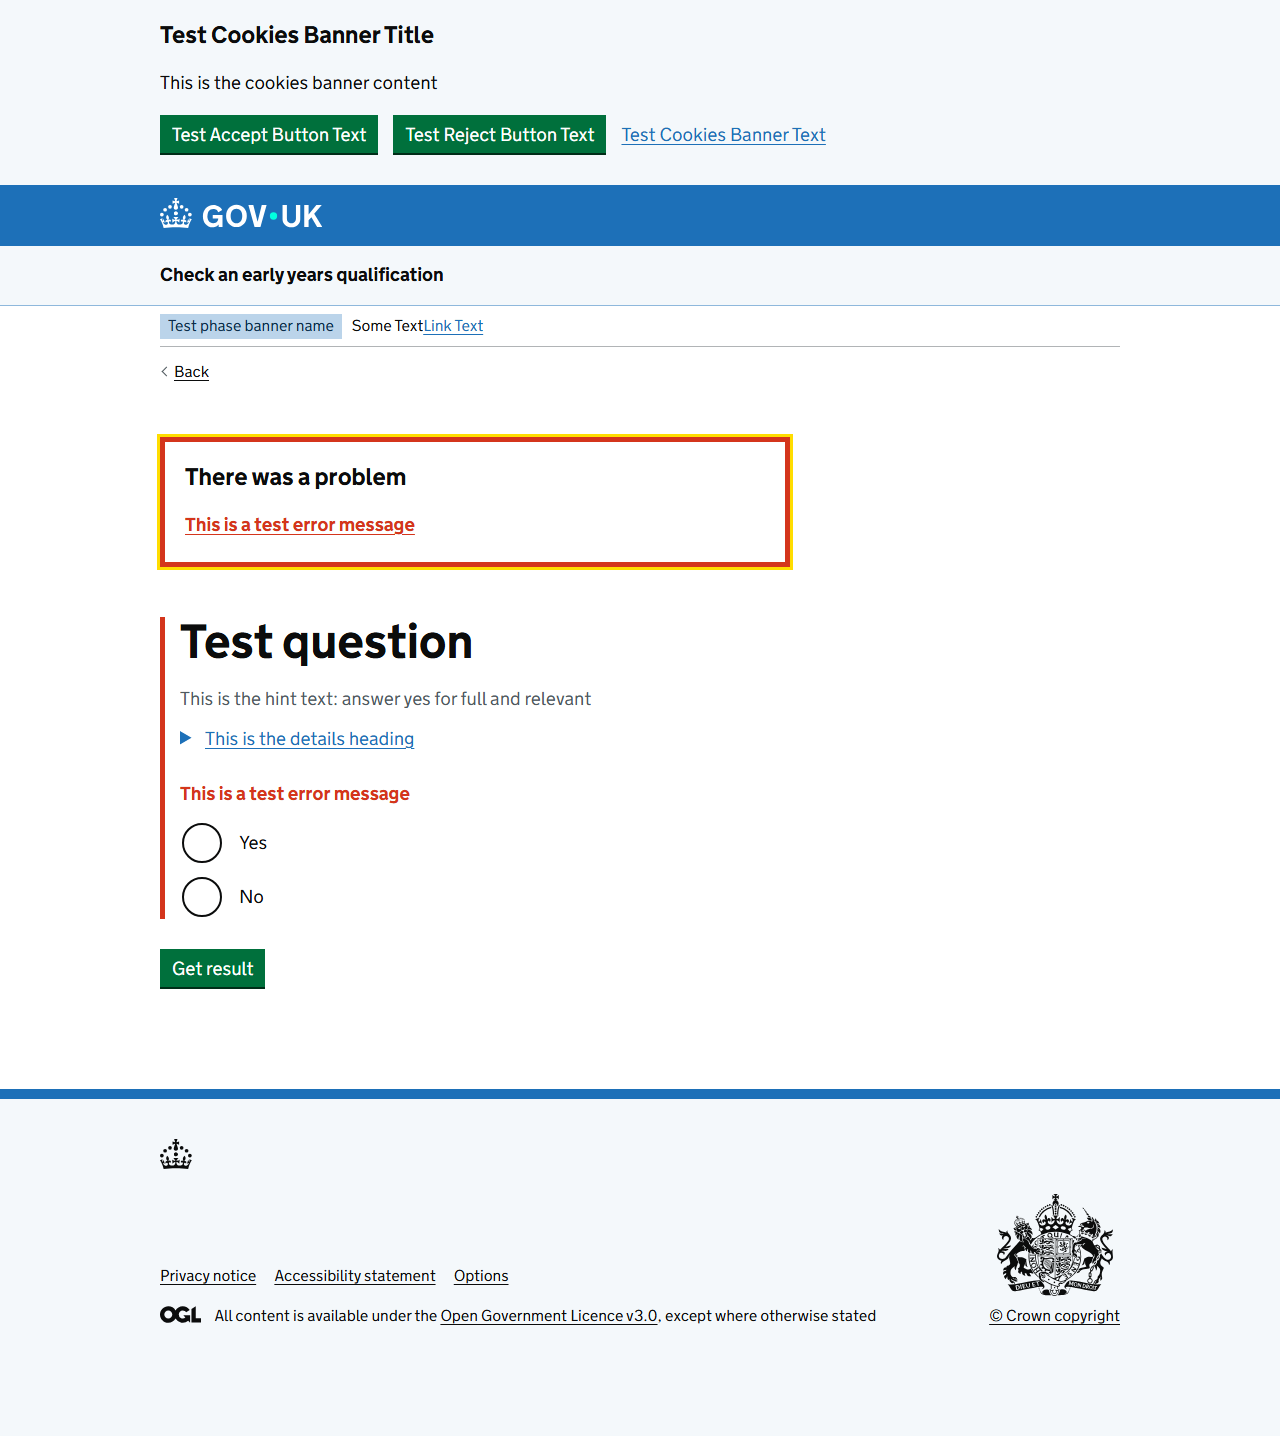 Test Cookies Banner Title
This is the cookies banner content
Test Accept Button Text Test Reject Button Text Test Cookies Banner Text
GOV·UK
Check an early years qualification
Test phase banner name Some TextLink Text
Back
There was a problem
This is a test error message
Test question
This is the hint text: answer yes for full and relevant
This is the details heading
This is a test error message
Yes
No
Get result
Privacy notice Accessibility statement Options
OGL All content is available under the Open Government Licence v3.0, except where otherwise stated
© Crown copyright